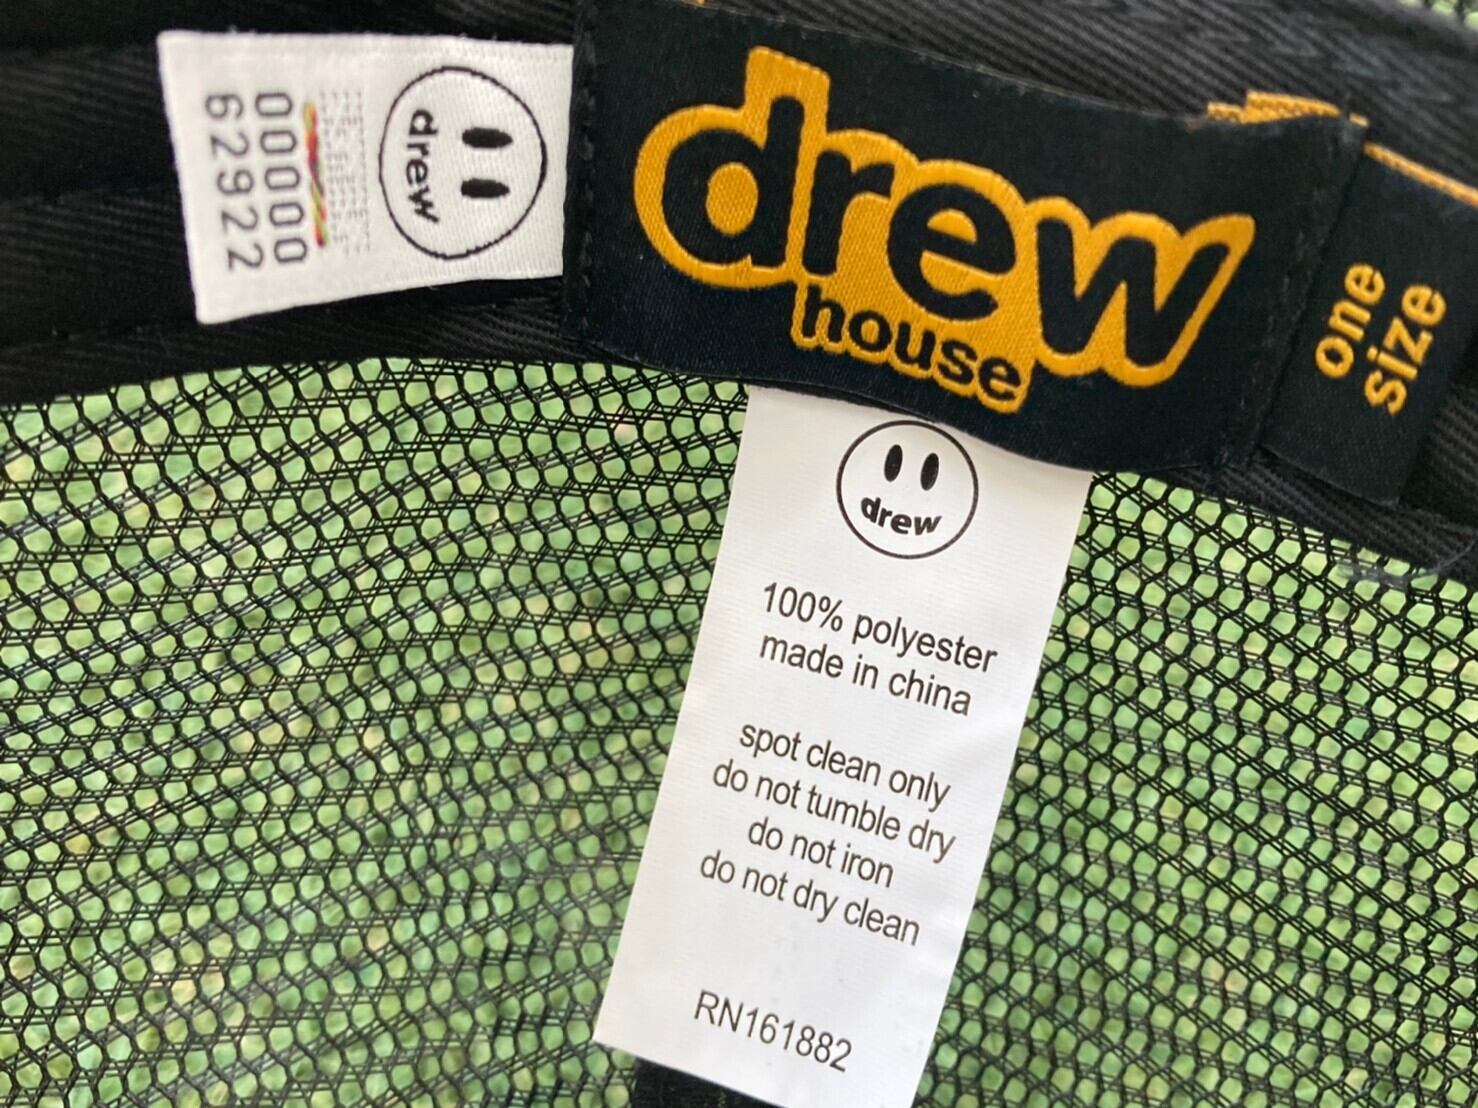 drew
00000
62922
drew
house
one
size
drew
100% polyester
made in china
spot clean only
do not tumble dry
do not iron
do not dry clean
RN161882